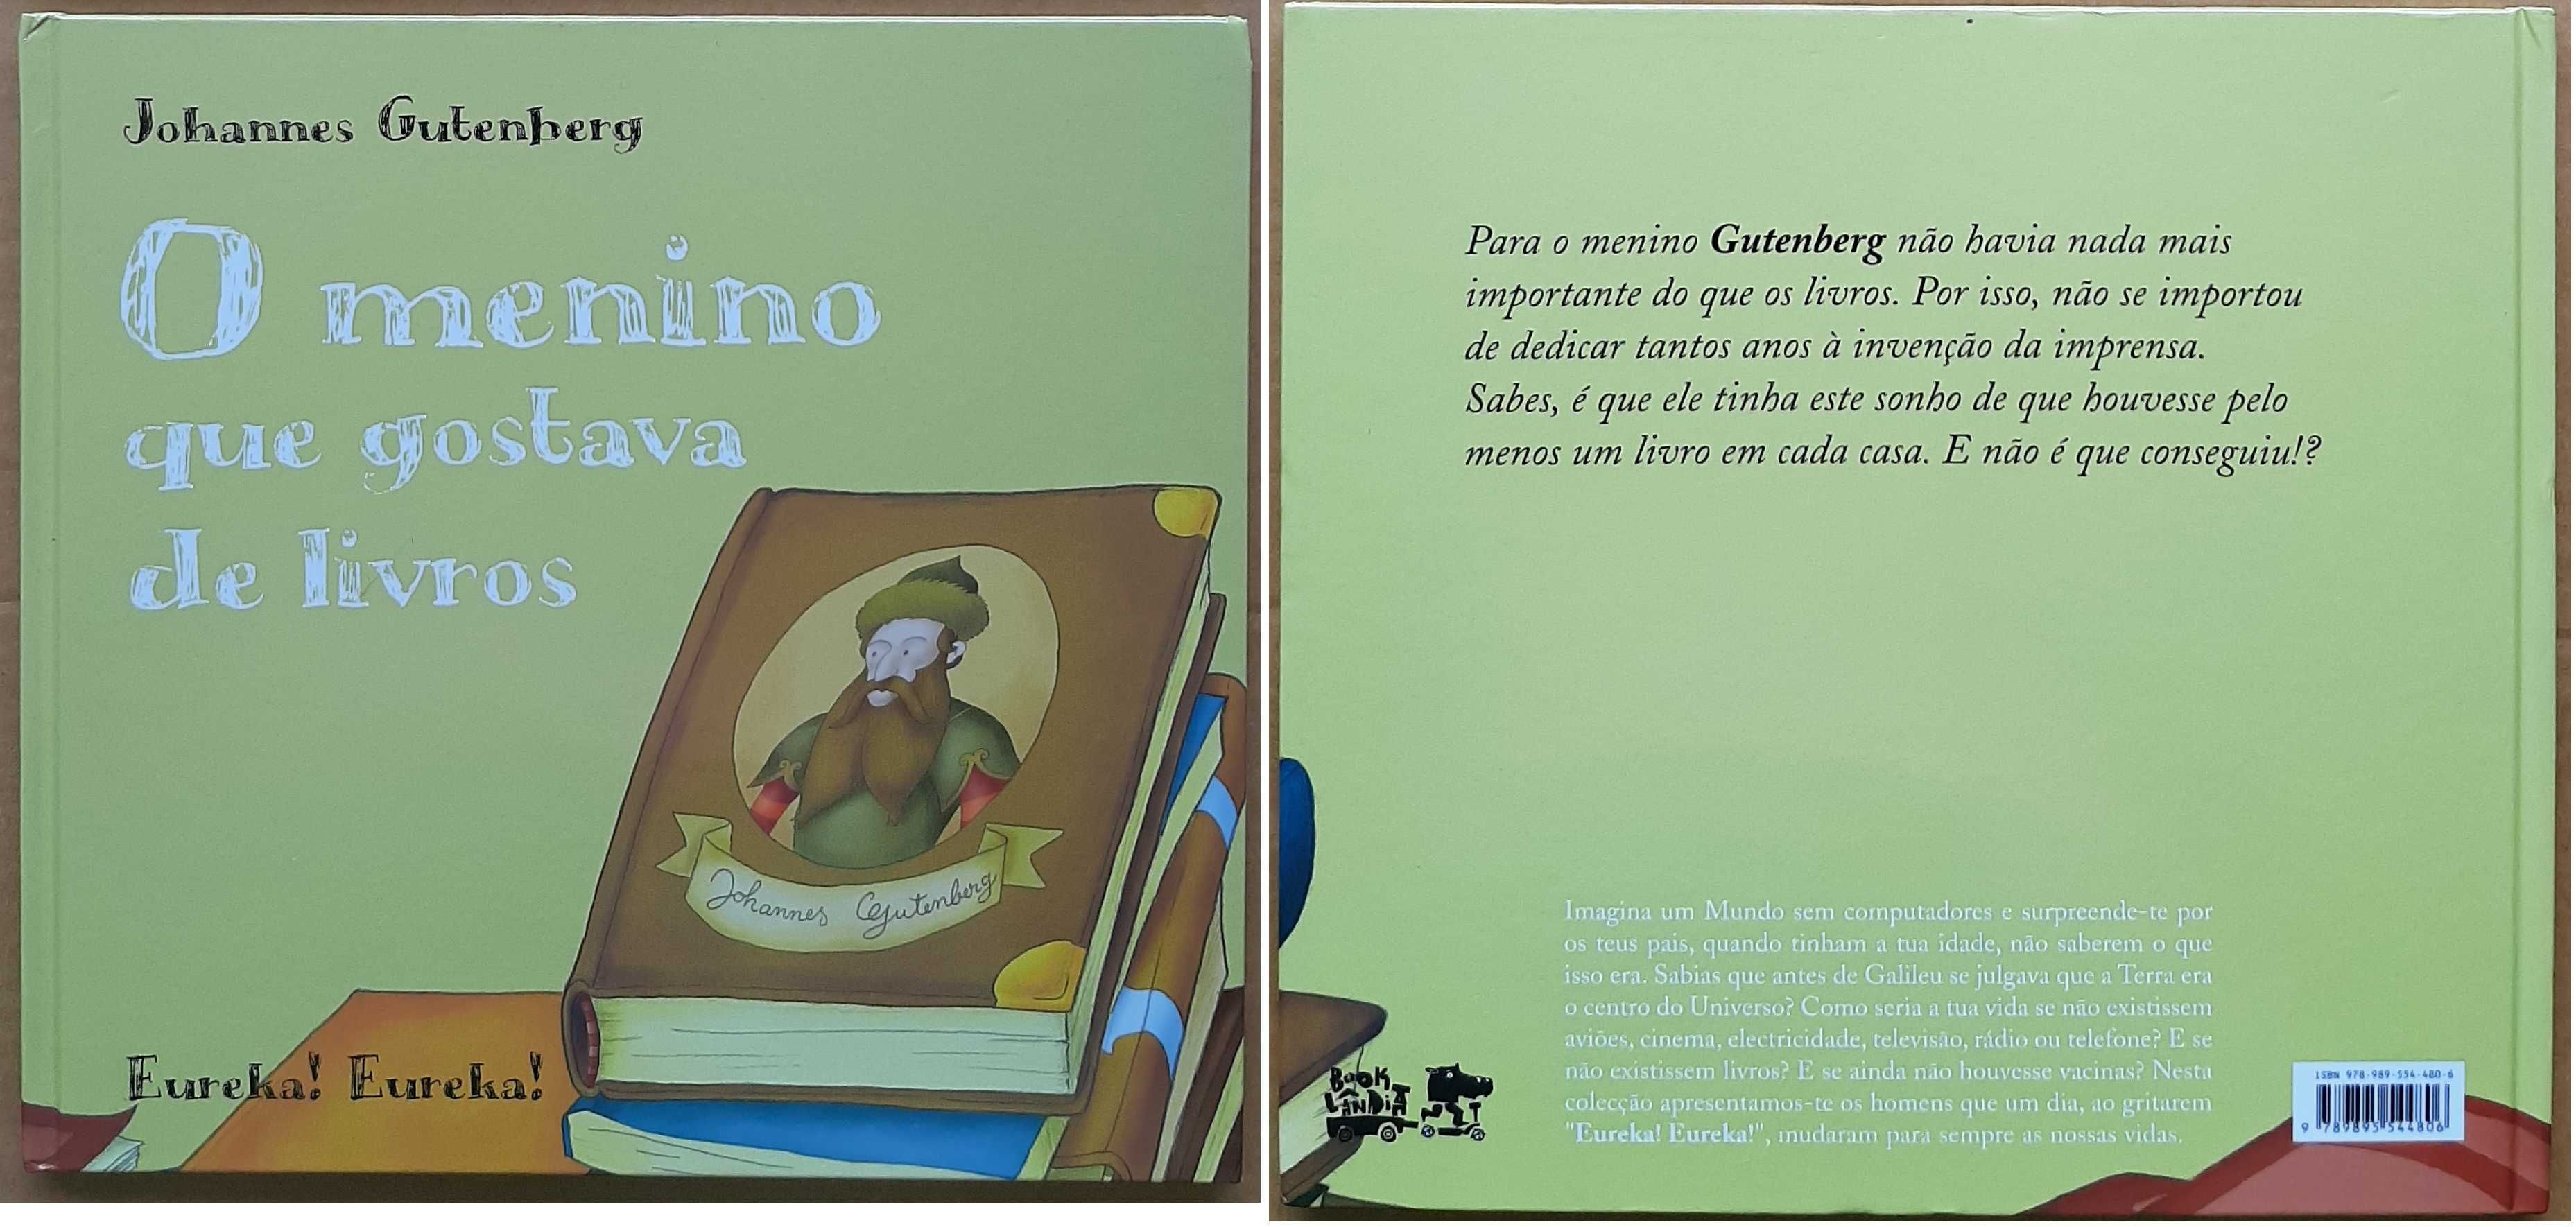 Johannes Gutenberg
O menino
que gostava
de livros
Johannes Gutenberg
Eureka! Eureka!
Para o menino Gutenberg não havia nada mais
importante do que os livros. Por isso, não se importou
de dedicar tantos anos à invenção da imprensa.
Sabes, é que ele tinha este sonho de que houvesse pelo
menos um livro em cada casa. E não é que conseguiu!?
Imagina um Mundo sem computadores e surpreende-te por
os teus pais, quando tinham a tua idade, não saberem o que
isso era. Sabias que antes de Galileu se julgava que a Terra era
o centro do Universo? Como seria a tua vida se não existissem
aviões, cinema, electricidade, televisão, rádio ou telefone? E se
não existissem livros? E se ainda não houvesse vacinas? Nesta
colecção apresentamos-te os homens que um dia, ao gritarem
"Eureka! Eureka!", mudaram para sempre as nossas vidas.
BOOK
LÂNDIA
ISBN 978-989-554-480-6
9 789895 544806